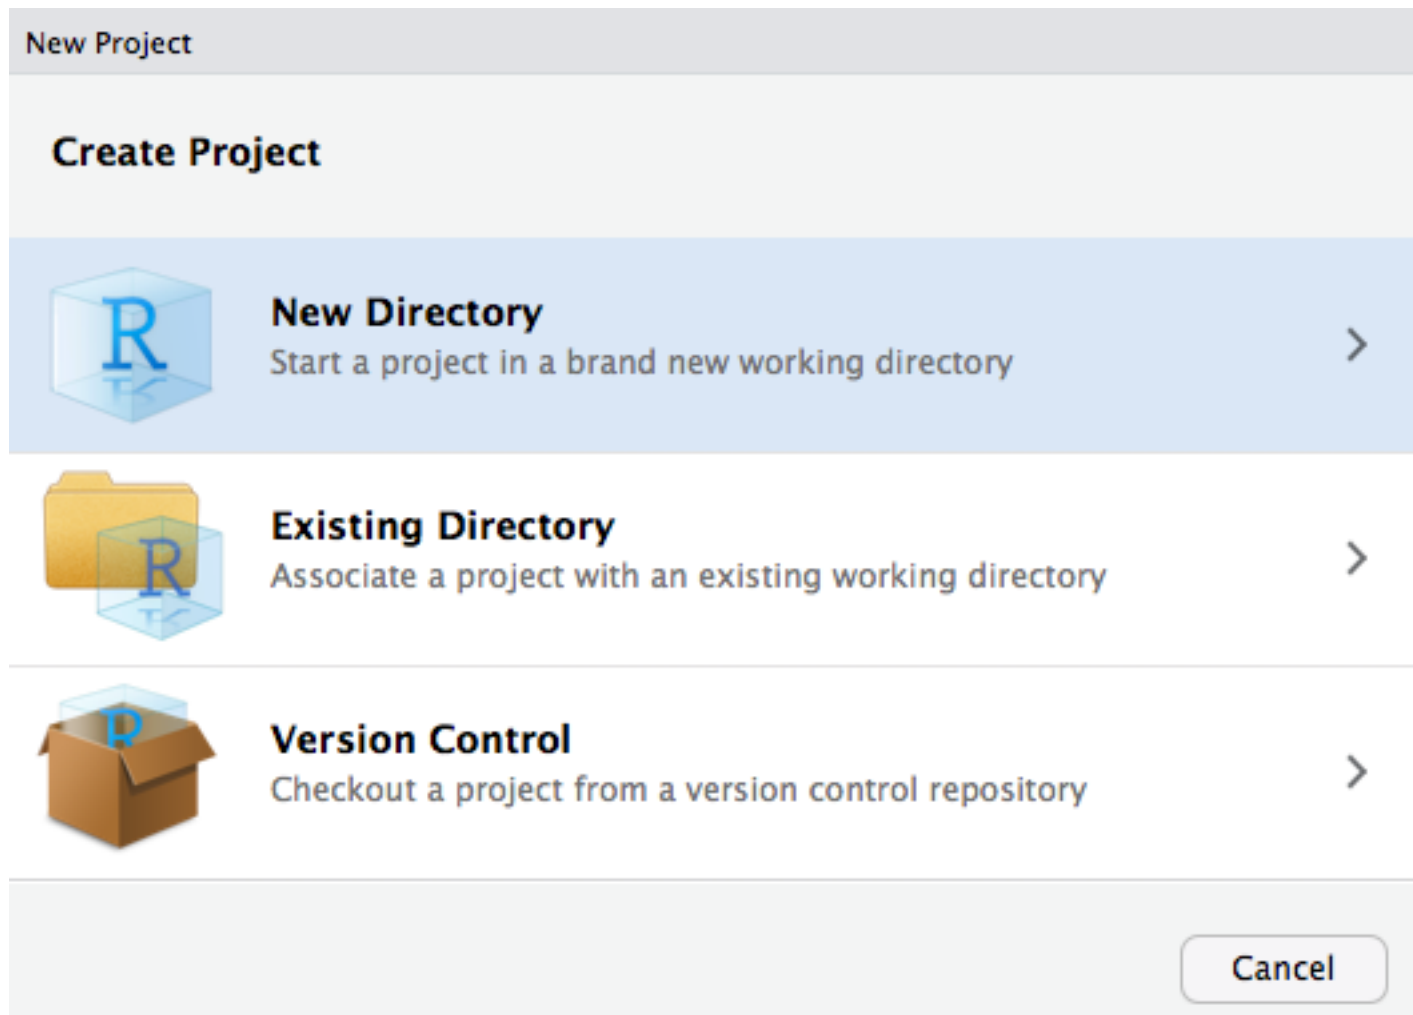 New Project
Create Project
R
New Directory
Start a project in a brand new working directory
R
Existing Directory
Associate a project with an existing working directory
R
Version Control
Checkout a project from a version control repository
Cancel